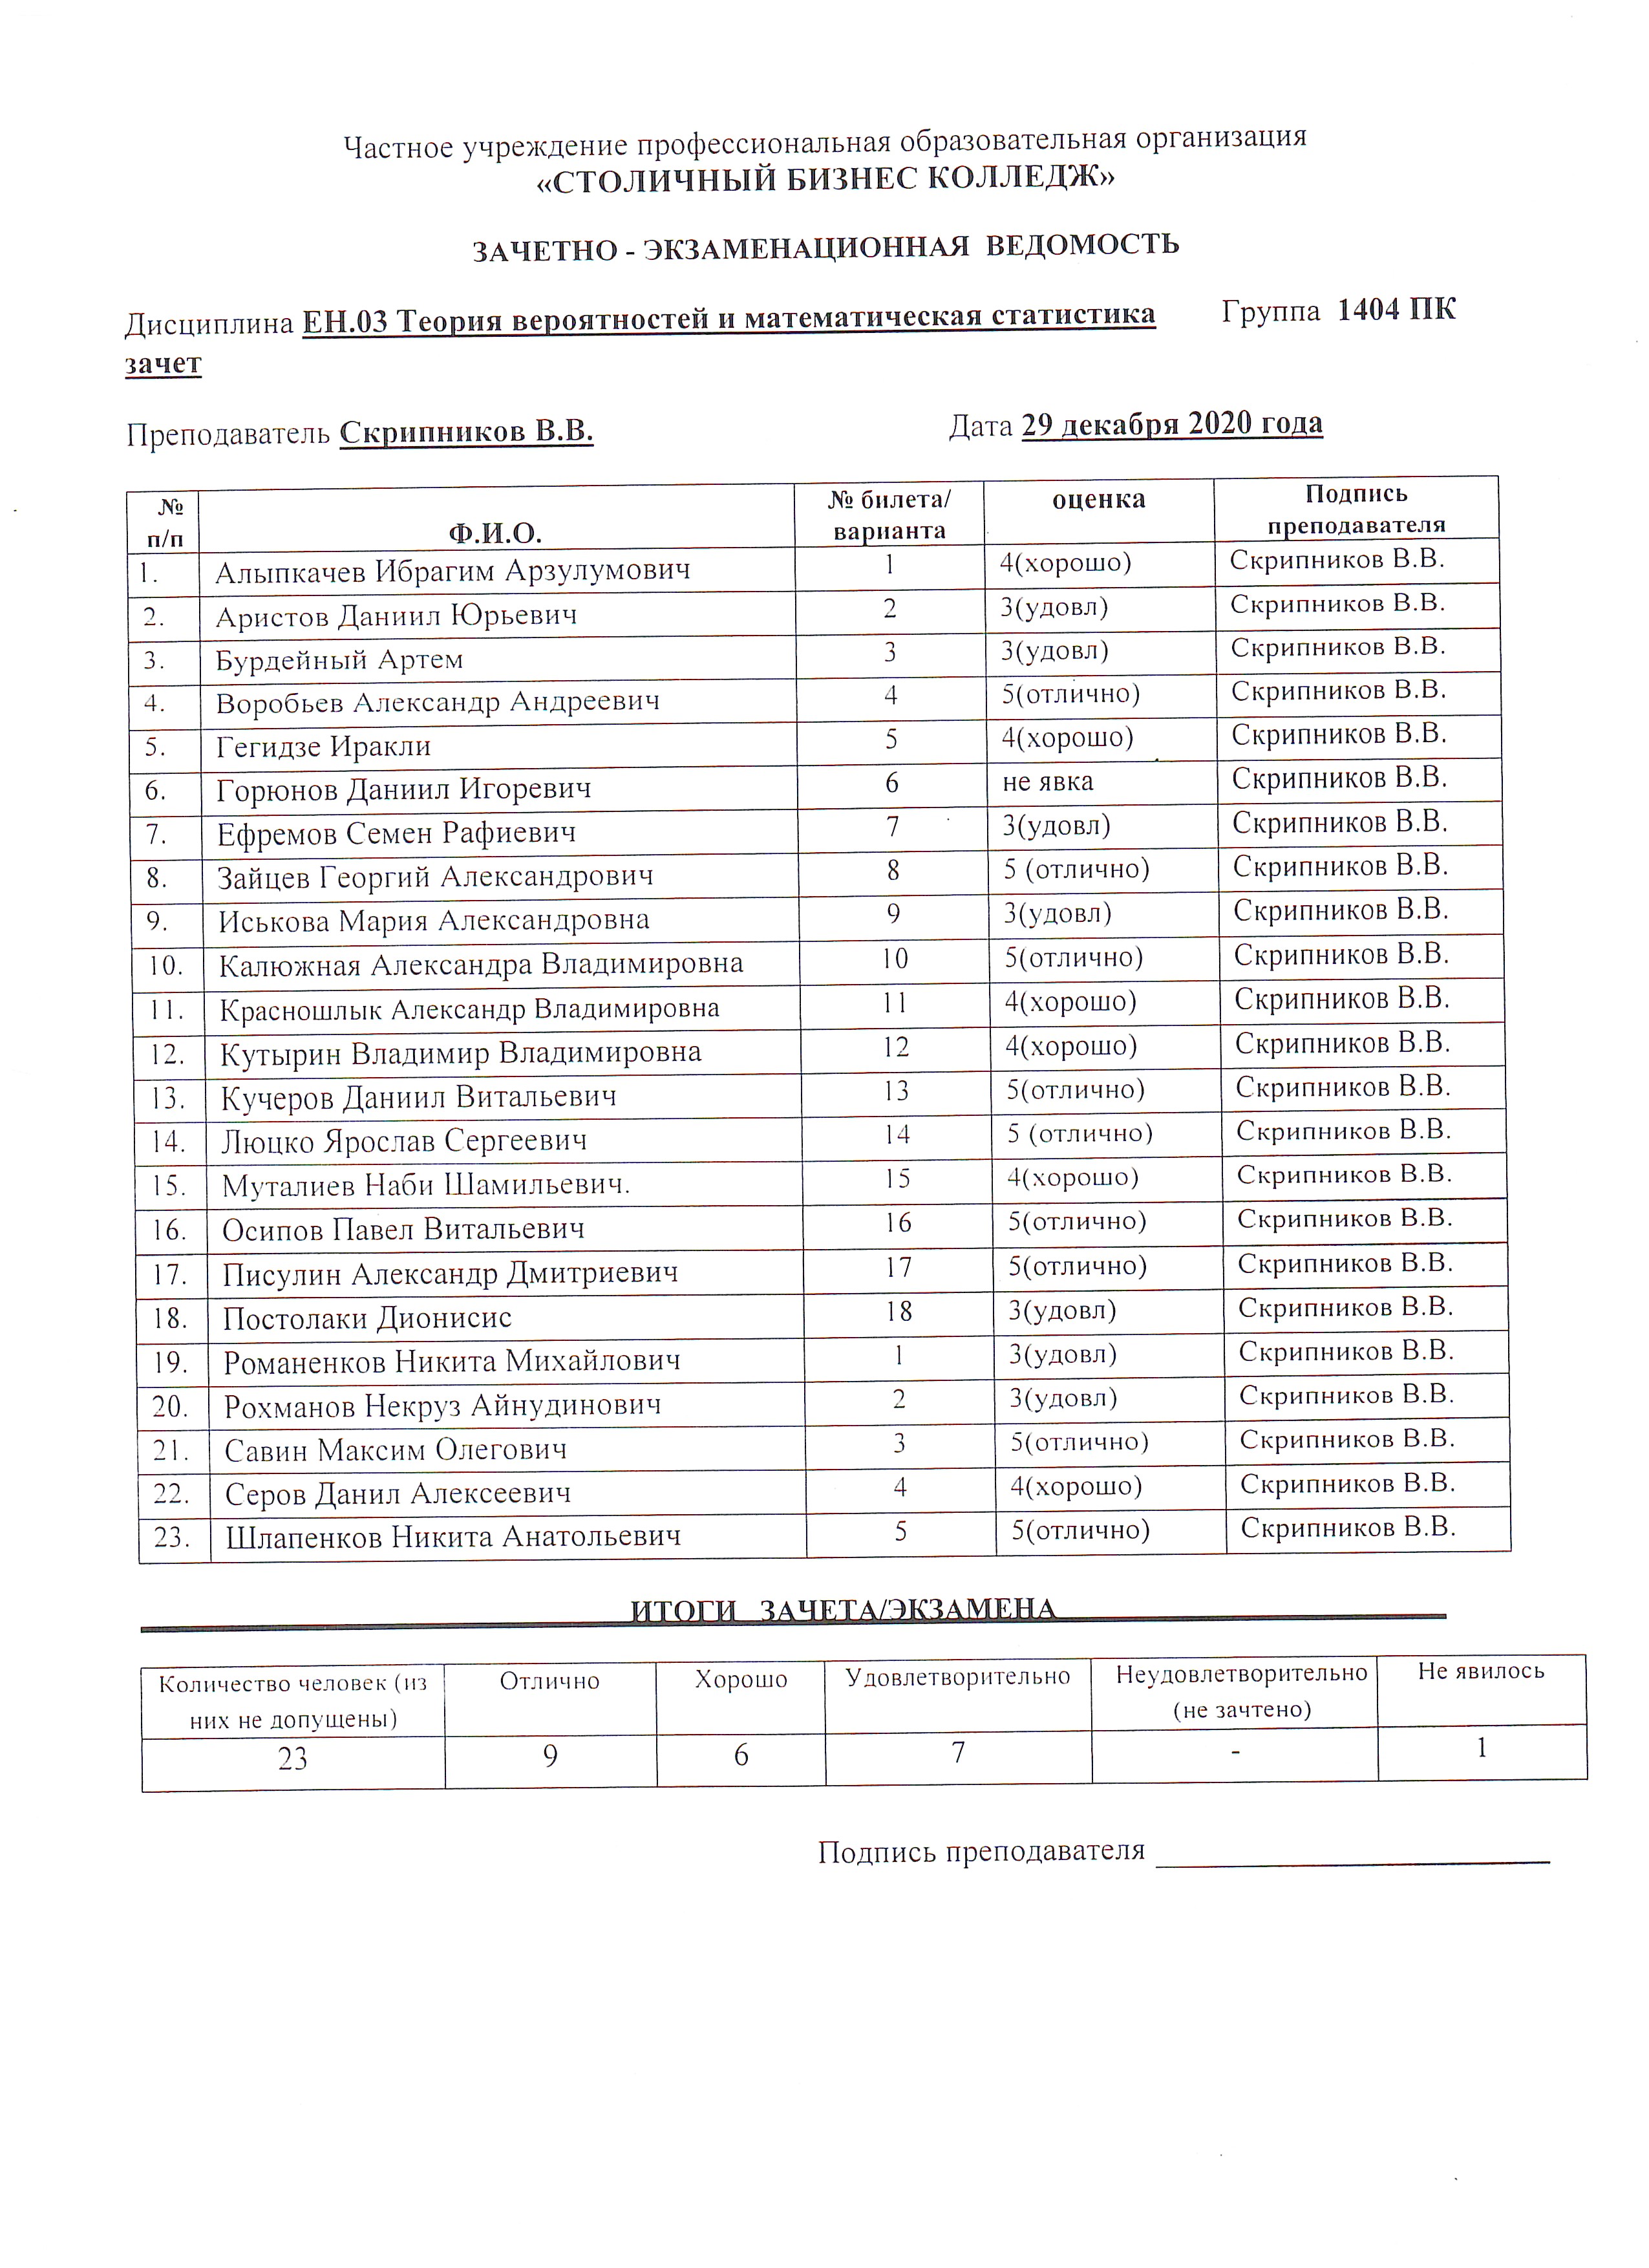 Частное учреждение профессиональная образовательная организация
«СТОЛИЧНЫЙ БИЗНЕС КОЛЛЕДЖ»
ЗАЧЕТНО - ЭКЗАМЕНАЦИОННАЯ ВЕДОМОСТЬ
Дисциплина ЕН.03 Теория вероятностей и математическая статистика Группа 1404 ПК
зачет
Преподаватель Скрипников В.В. Дата 29 декабря 2020 года
№ п/п Ф.И.О. № билета/ варианта оценка Подпись преподавателя
1. Алыпкачев Ибрагим Арзулумович 1 4(хорошо) Скрипников В.В.
2. Аристов Даниил Юрьевич 2 3(удовл) Скрипников В.В.
3. Бурдейный Артем 3 3(удовл) Скрипников В.В.
4. Воробьев Александр Андреевич 4 5(отлично) Скрипников В.В.
5. Гегидзе Иракли 5 4(хорошо) Скрипников В.В.
6. Горюнов Даниил Игоревич 6 не явка Скрипников В.В.
7. Ефремов Семен Рафиевич 7 3(удовл) Скрипников В.В.
8. Зайцев Георгий Александрович 8 5 (отлично) Скрипников В.В.
9. Иськова Мария Александровна 9 3(удовл) Скрипников В.В.
10. Калюжная Александра Владимировна 10 5(отлично) Скрипников В.В.
11. Красношлык Александр Владимировна 11 4(хорошо) Скрипников В.В.
12. Кутырин Владимир Владимировна 12 4(хорошо) Скрипников В.В.
13. Кучеров Даниил Витальевич 13 5(отлично) Скрипников В.В.
14. Люцко Ярослав Сергеевич 14 5 (отлично) Скрипников В.В.
15. Муталиев Наби Шамильевич. 15 4(хорошо) Скрипников В.В.
16. Осипов Павел Витальевич 16 5(отлично) Скрипников В.В.
17. Писулин Александр Дмитриевич 17 5(отлично) Скрипников В.В.
18. Постолаки Дионисис 18 3(удовл) Скрипников В.В.
19. Романенков Никита Михайлович 1 3(удовл) Скрипников В.В.
20. Рохманов Некруз Айнудинович 2 3(удовл) Скрипников В.В.
21. Савин Максим Олегович 3 5(отлично) Скрипников В.В.
22. Серов Данил Алексеевич 4 4(хорошо) Скрипников В.В.
23. Шлапенков Никита Анатольевич 5 5(отлично) Скрипников В.В.
ИТОГИ ЗАЧЕТА/ЭКЗАМЕНА
Количество человек (из них не допущены) Отлично Хорошо Удовлетворительно Неудовлетворительно (не зачтено) Не явилось
23 9 6 7 - 1
Подпись преподавателя